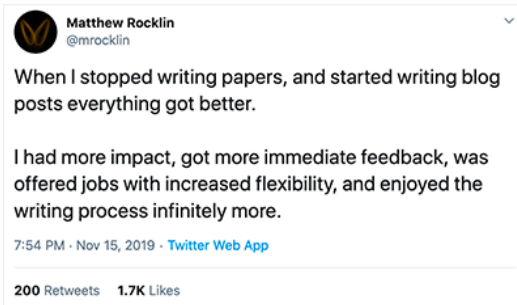 Matthew Rocklin
@mrocklin
When I stopped writing papers, and started writing blog
posts everything got better.
I had more impact, got more immediate feedback, was
offered jobs with increased flexibility, and enjoyed the
writing process infinitely more.
7:54 PM · Nov 15, 2019 · Twitter Web App
200 Retweets 1.7K Likes